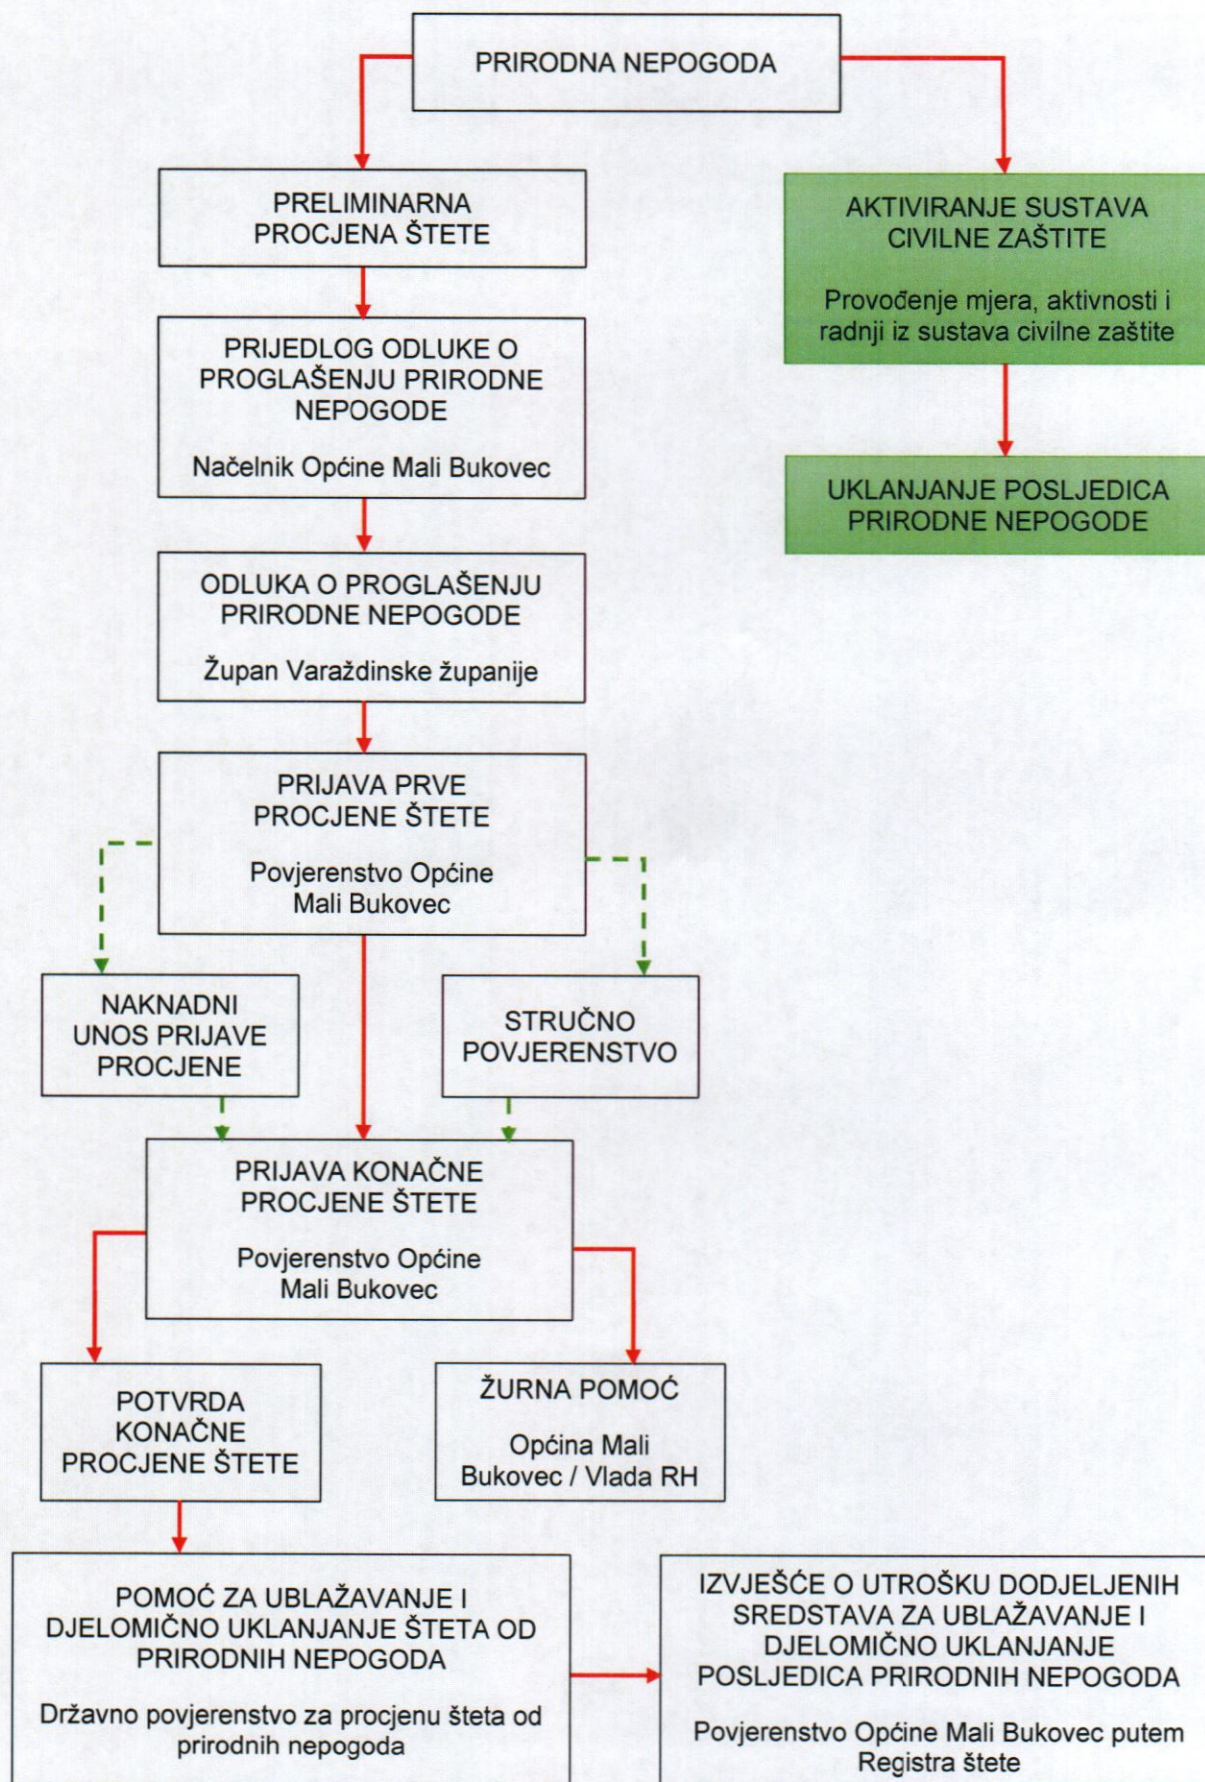 PRIRODNA NEPOGODA
PRELIMINARNA
PROCJENA ŠTETE
AKTIVIRANJE SUSTAVA
CIVILNE ZAŠTITE
Provođenje mjera, aktivnosti i
radnji iz sustava civilne zaštite
PRIJEDLOG ODLUKE O
PROGLAŠENJU PRIRODNE
NEPOGODE
Načelnik Općine Mali Bukovec
UKLANJANJE POSLJEDICA
PRIRODNE NEPOGODE
ODLUKA O PROGLAŠENJU
PRIRODNE NEPOGODE
Župan Varaždinske županije
PRIJAVA PRVE
PROCJENE ŠTETE
Povjerenstvo Općine
Mali Bukovec
NAKNADNI
UNOS PRIJAVE
PROCJENE
STRUČNO
POVJERENSTVO
PRIJAVA KONAČNE
PROCJENE ŠTETE
Povjerenstvo Općine
Mali Bukovec
POTVRDA
KONAČNE
PROCJENE ŠTETE
ŽURNA POMOĆ
Općina Mali
Bukovec / Vlada RH
POMOĆ ZA UBLAŽAVANJE I
DJELOMIČNO UKLANJANJE ŠTETA OD
PRIRODNIH NEPOGODA
Državno povjerenstvo za procjenu šteta od
prirodnih nepogoda
IZVJEŠĆE O UTROŠKU DODJELJENIH
SREDSTAVA ZA UBLAŽAVANJE I
DJELOMIČNO UKLANJANJE
POSLJEDICA PRIRODNIH NEPOGODA
Povjerenstvo Općine Mali Bukovec putem
Registra štete